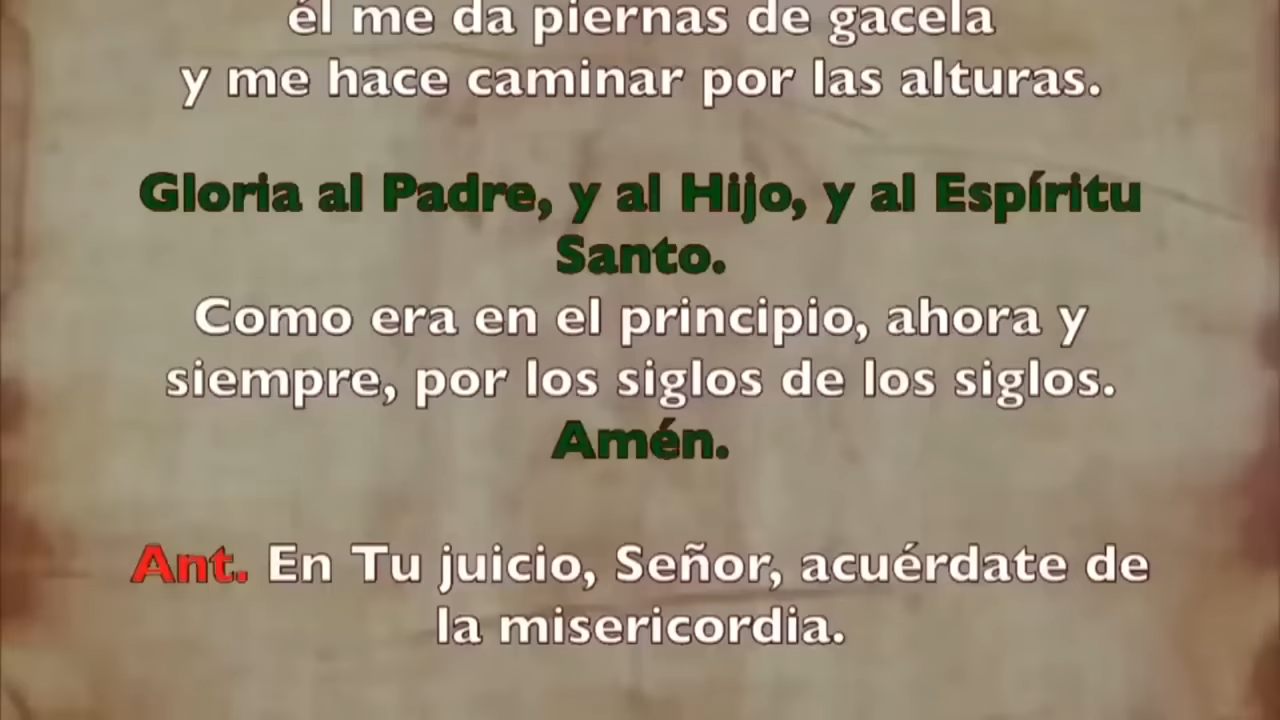 él me da piernas de gacela
y me hace caminar por las alturas.
Gloria al Padre, y al Hijo, y al Espíritu
Santo.
Como era en el principio, ahora y
siempre, por los siglos de los siglos.
Amén.
Ant. En Tu juicio, Señor, acuérdate de
la misericordia.